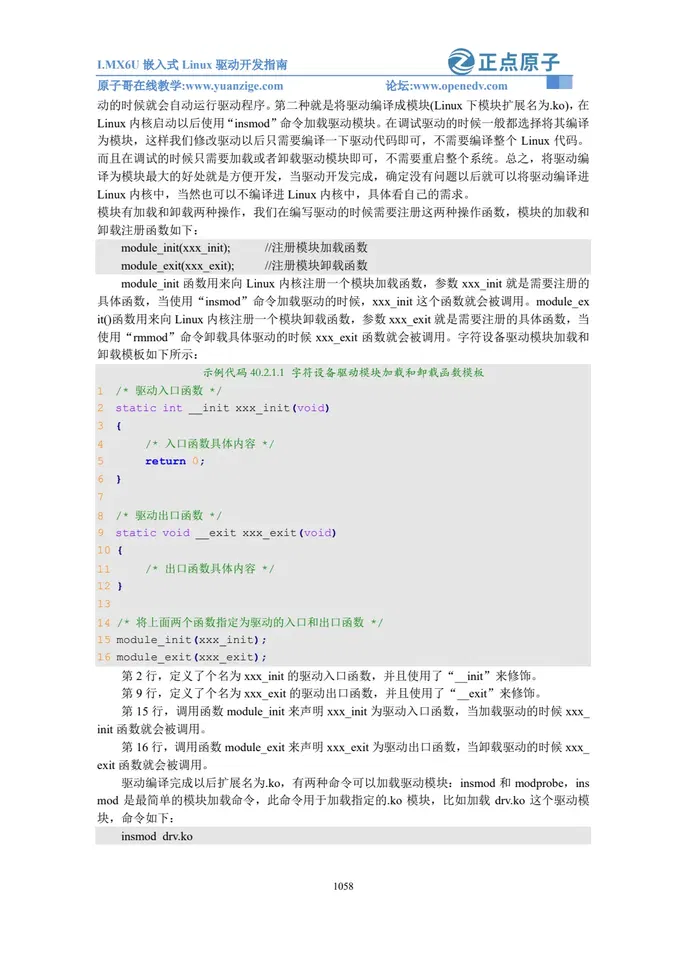 I.MX6U 嵌入式 Linux 驱动开发指南
正点原子
原子哥在线教学:www.yuanzige.com 论坛:www.openedv.com
动的时候就会自动运行驱动程序。第二种就是将驱动编译成模块(Linux 下模块扩展名为.ko)，在
Linux 内核启动以后使用“insmod”命令加载驱动模块。在调试驱动的时候一般都选择将其编译
为模块，这样我们修改驱动以后只需要编译一下驱动代码即可，不需要编译整个 Linux 代码。
而且在调试的时候只需要加载或者卸载驱动模块即可，不需要重启整个系统。总之，将驱动编
译为模块最大的好处就是方便开发，当驱动开发完成，确定没有问题以后就可以将驱动编译进
Linux 内核中，当然也可以不编译进 Linux 内核中，具体看自己的需求。
模块有加载和卸载两种操作，我们在编写驱动的时候需要注册这两种操作函数，模块的加载和
卸载注册函数如下：
module_init(xxx_init); //注册模块加载函数
module_exit(xxx_exit); //注册模块卸载函数
module_init 函数用来向 Linux 内核注册一个模块加载函数，参数 xxx_init 就是需要注册的
具体函数，当使用“insmod”命令加载驱动的时候，xxx_init 这个函数就会被调用。module_ex
it()函数用来向 Linux 内核注册一个模块卸载函数，参数 xxx_exit 就是需要注册的具体函数，当
使用“rmmod”命令卸载具体驱动的时候 xxx_exit 函数就会被调用。字符设备驱动模块加载和
卸载模板如下所示：
示例代码 40.2.1.1 字符设备驱动模块加载和卸载函数模板
1 /* 驱动入口函数 */
2 static int __init xxx_init(void)
3 {
4 /* 入口函数具体内容 */
5 return 0;
6 }
7
8 /* 驱动出口函数 */
9 static void __exit xxx_exit(void)
10 {
11 /* 出口函数具体内容 */
12 }
13
14 /* 将上面两个函数指定为驱动的入口和出口函数 */
15 module_init(xxx_init);
16 module_exit(xxx_exit);
第 2 行，定义了个名为 xxx_init 的驱动入口函数，并且使用了“__init”来修饰。
第 9 行，定义了个名为 xxx_exit 的驱动出口函数，并且使用了“__exit”来修饰。
第 15 行，调用函数 module_init 来声明 xxx_init 为驱动入口函数，当加载驱动的时候 xxx_
init 函数就会被调用。
第 16 行，调用函数 module_exit 来声明 xxx_exit 为驱动出口函数，当卸载驱动的时候 xxx_
exit 函数就会被调用。
驱动编译完成以后扩展名为.ko，有两种命令可以加载驱动模块：insmod 和 modprobe，ins
mod 是最简单的模块加载命令，此命令用于加载指定的.ko 模块，比如加载 drv.ko 这个驱动模
块，命令如下：
insmod drv.ko
1058